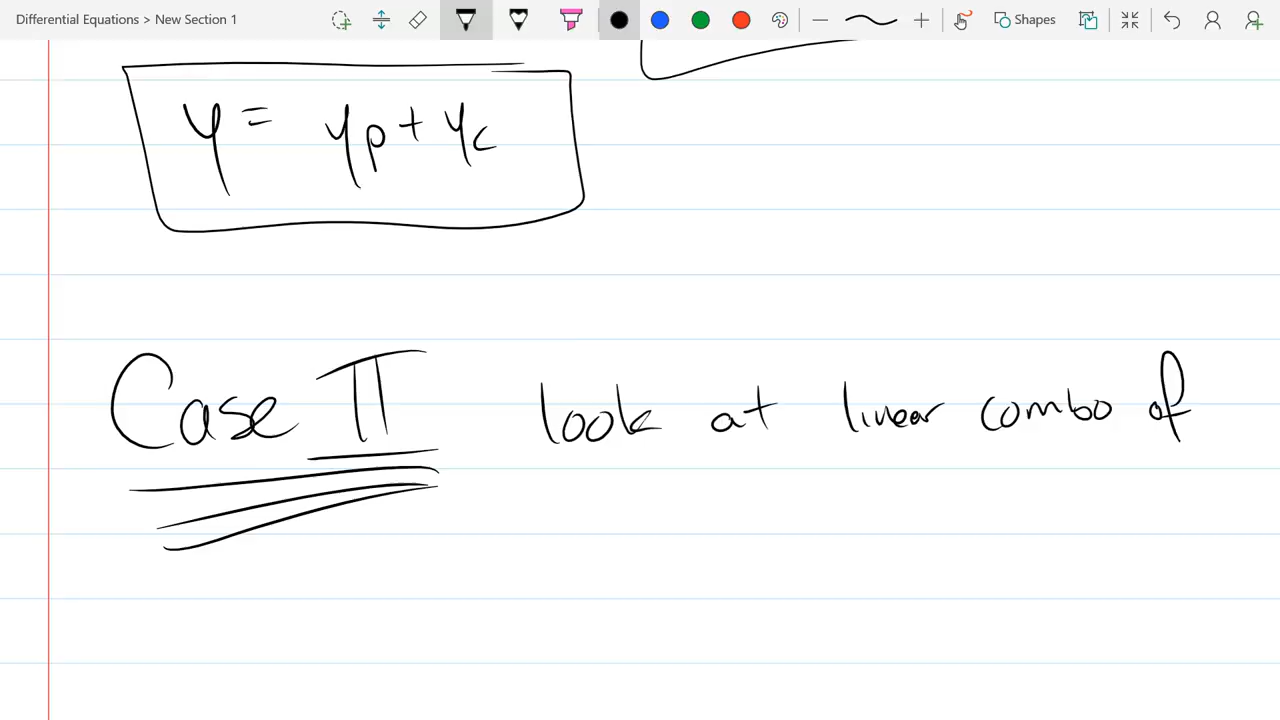 Differential Equations > New Section 1
Shapes
y = yp + yc
Case II look at linear combo of